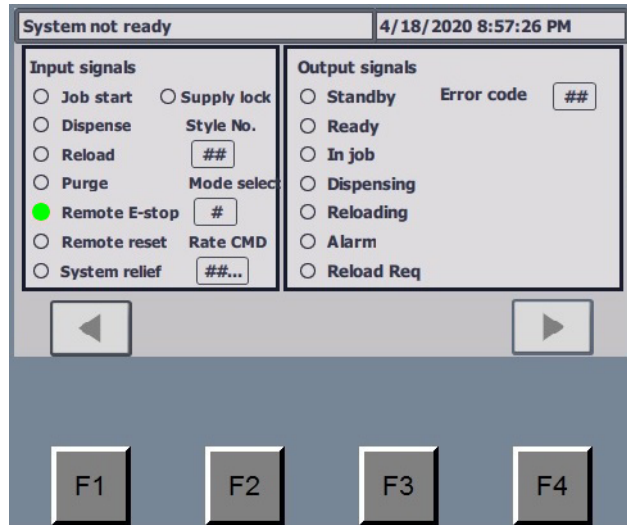 System not ready 4/18/2020 8:57:26 PM
Input signals
Job start Supply lock
Dispense Style No.
Reload ##
Purge Mode select
Remote E-stop #
Remote reset Rate CMD
System relief ##...
Output signals
Standby Error code ##
Ready
In job
Dispensing
Reloading
Alarm
Reload Req
F1 F2 F3 F4